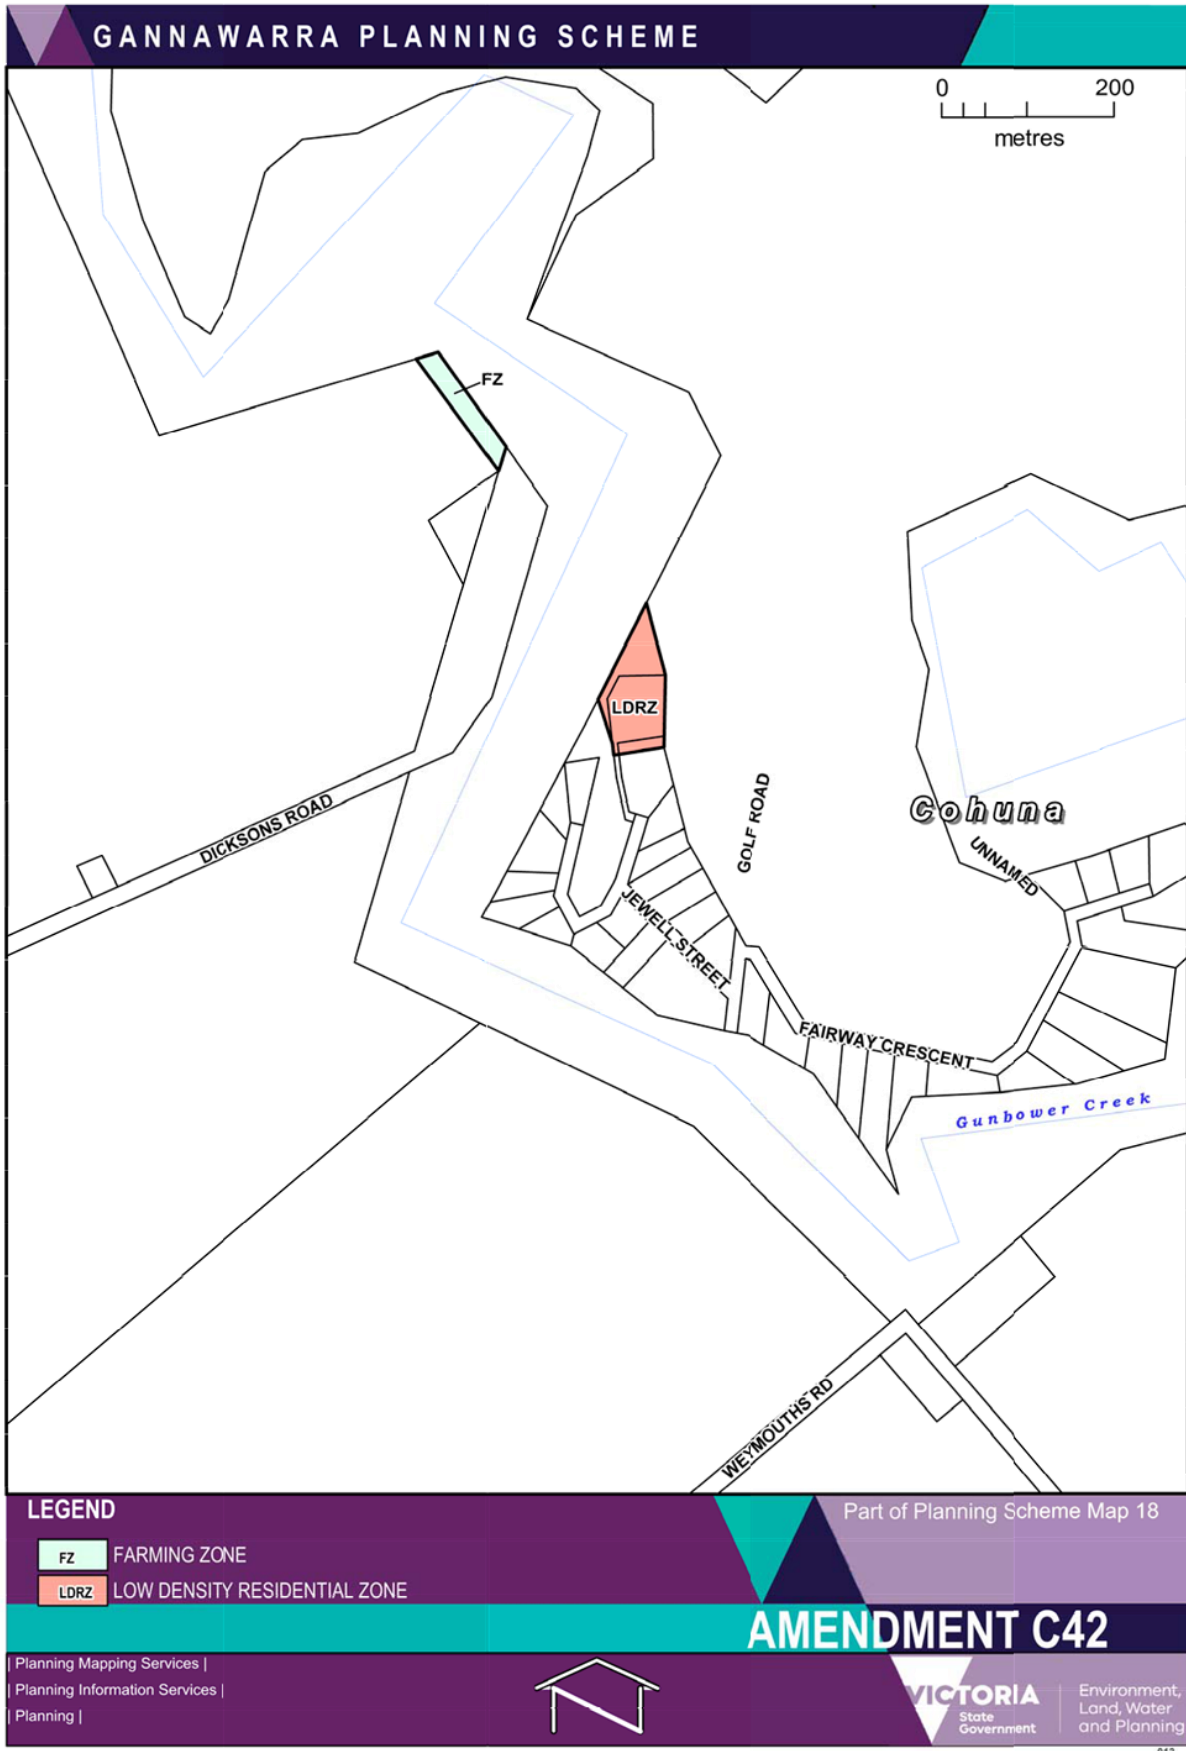 GANNAWARRA PLANNING SCHEME
0 200
metres
FZ
LDRZ
GOLF ROAD
Cohuna
DICKSONS ROAD
UNNAMED
JEWELL STREET
FAIRWAY CRESCENT
Gunbower Creek
WEYMOUTHS RD
LEGEND
Part of Planning Scheme Map 18
FZ FARMING ZONE
LDRZ LOW DENSITY RESIDENTIAL ZONE
AMENDMENT C42
| Planning Mapping Services |
| Planning Information Services |
| Planning |
VICTORIA
State
Government
Environment,
Land, Water
and Planning